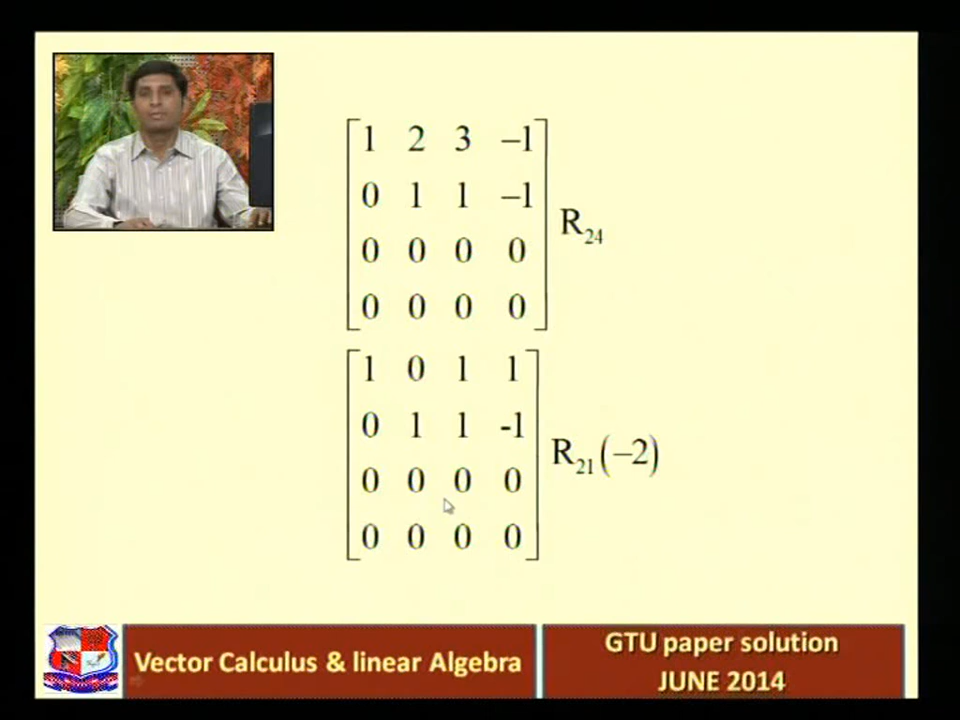 1 2 3 –1
0 1 1 –1
0 0 0 0
0 0 0 0
R24
1 0 1 1
0 1 1 -1
0 0 0 0
0 0 0 0
R21(–2)
Vector Calculus & linear Algebra
GTU paper solution
JUNE 2014